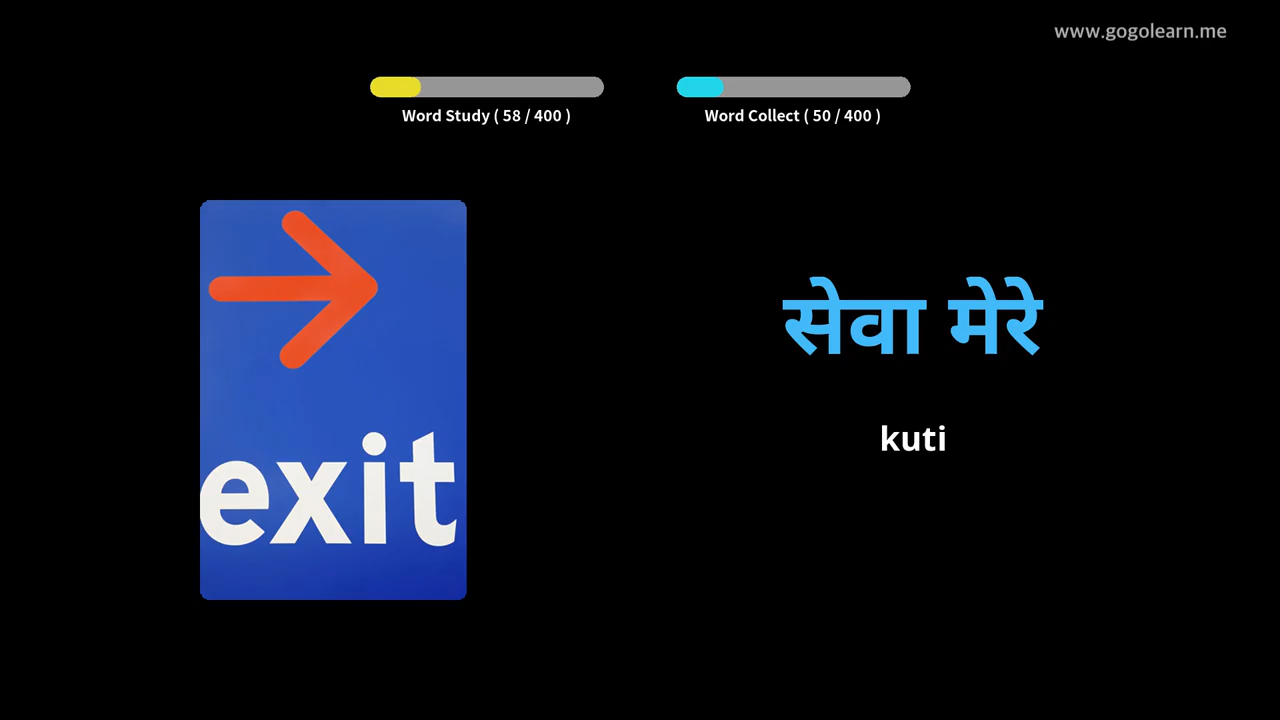 www.gogolearn.me
Word Study ( 58 / 400 )
Word Collect ( 50 / 400 )
exit
सेवा मेरे
kuti